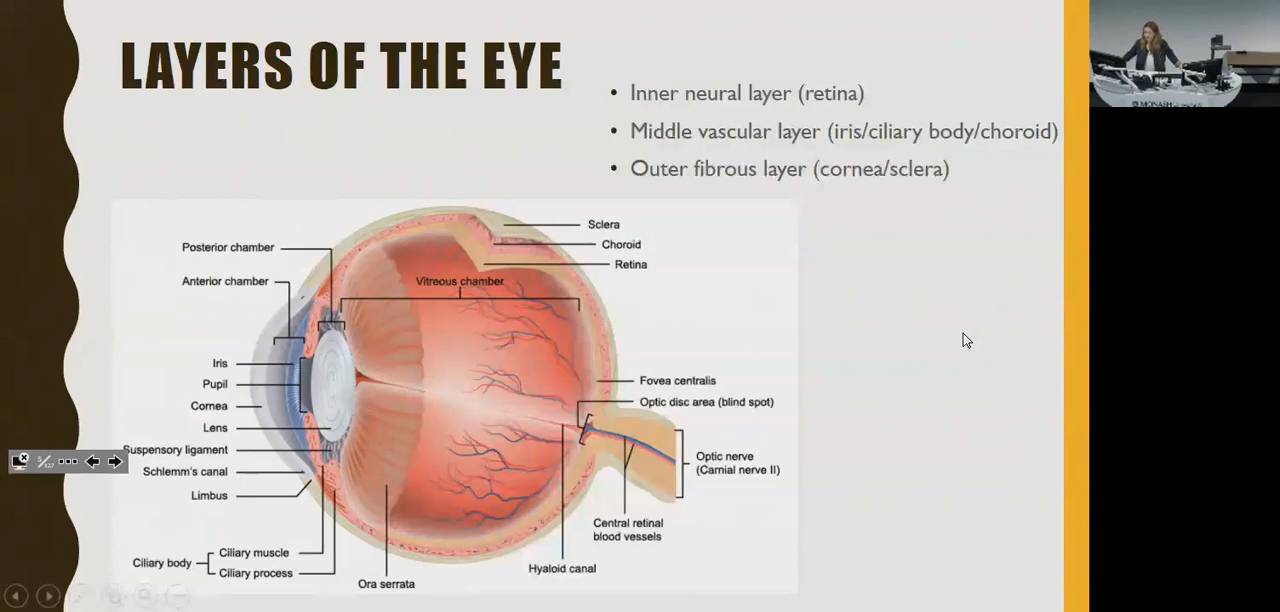 LAYERS OF THE EYE
• Inner neural layer (retina)
• Middle vascular layer (iris/ciliary body/choroid)
• Outer fibrous layer (cornea/sclera)
Sclera
Choroid
Retina
Posterior chamber
Anterior chamber
Vitreous chamber
Iris
Pupil
Cornea
Lens
Suspensory ligament
Schlemm's canal
Limbus
Ciliary body
Ciliary muscle
Ciliary process
Ora serrata
Hyaloid canal
Central retinal
blood vessels
Fovea centralis
Optic disc area (blind spot)
Optic nerve
(Carnial nerve II)
MONASH